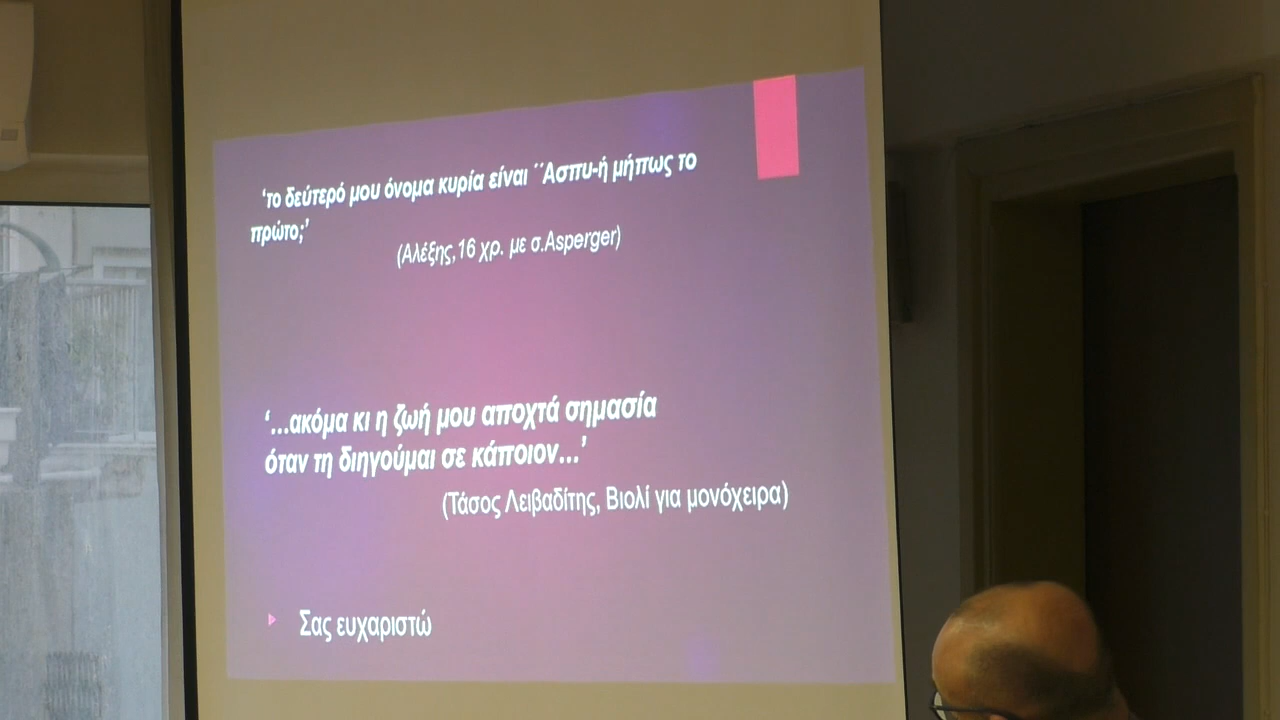 ‘το δεύτερό μου όνομα κυρία είναι ΄΄Ασπυ-ή μήπως το
πρώτο;’
(Αλέξης,16 χρ. με σ.Asperger)
‘...ακόμα κι η ζωή μου αποχτά σημασία
όταν τη διηγούμαι σε κάποιον...’
(Τάσος Λειβαδίτης, Βιολί για μονόχειρα)
Σας ευχαριστώ